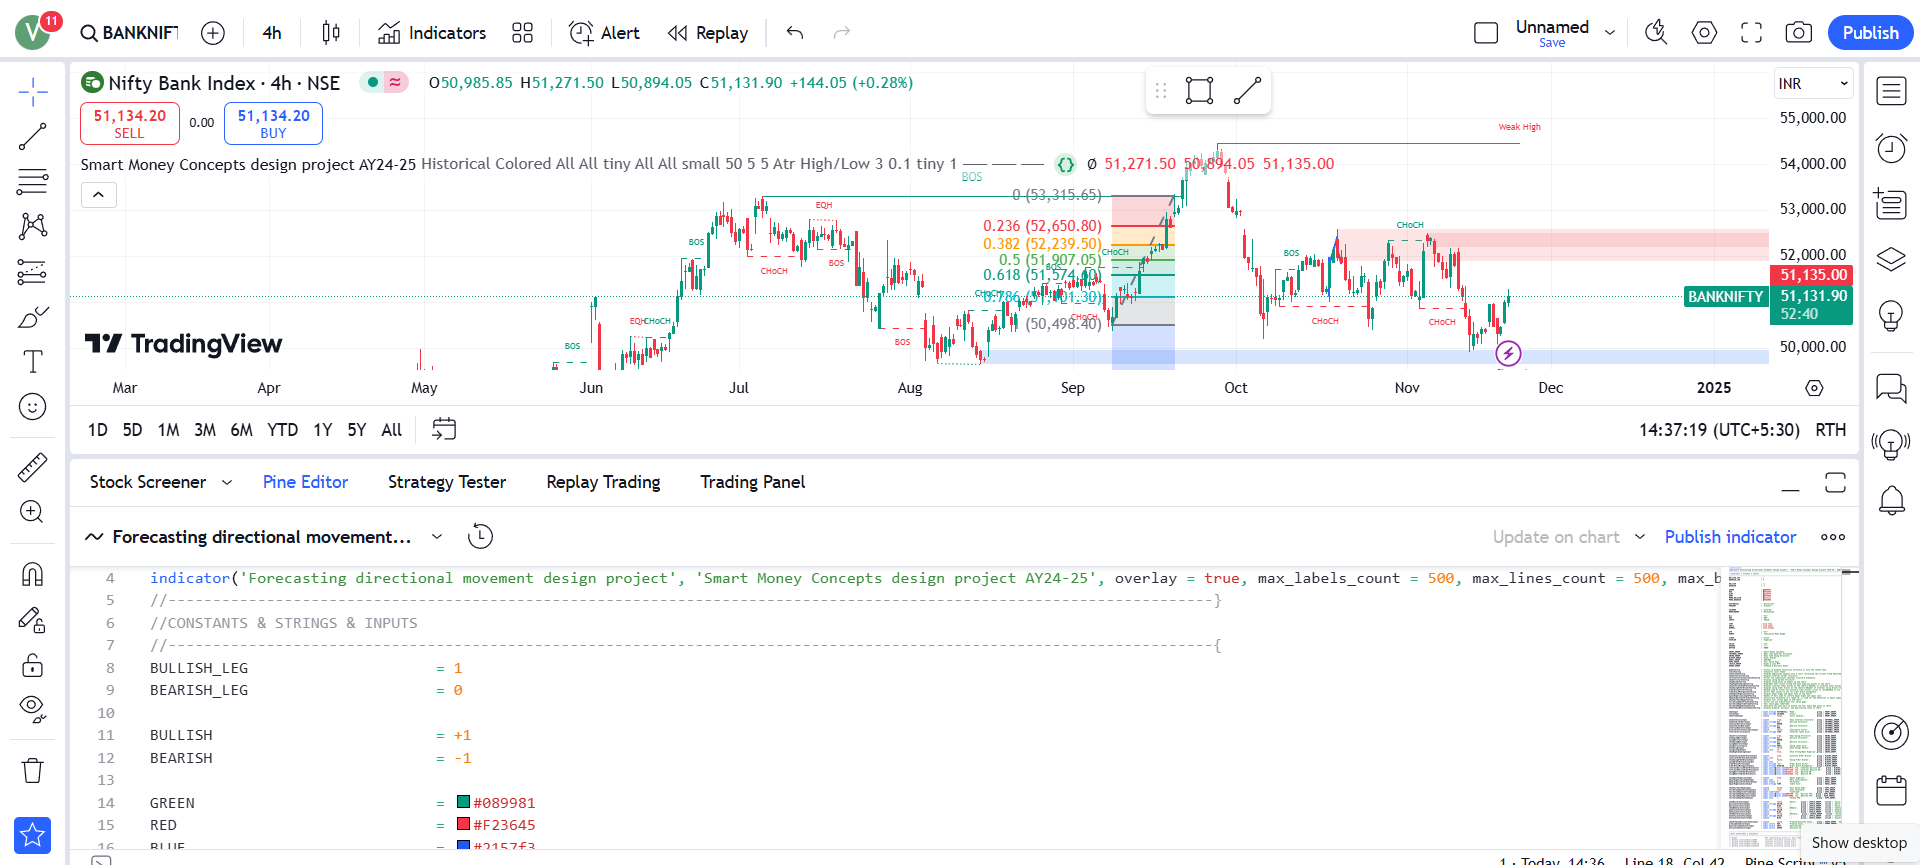 V 11 BANKNIFT 4h Indicators Alert Replay Unnamed Save Publish
Nifty Bank Index · 4h · NSE O50,985.85 H51,271.50 L50,894.05 C51,131.90 +144.05 (+0.28%)
INR
51,134.20 SELL 0.00 51,134.20 BUY
Smart Money Concepts design project AY24-25 Historical Colored All All tiny All All small 50 5 5 Atr High/Low 3 0.1 tiny 1 Ø 51,271.50 50,894.05 51,135.00
55,000.00
Weak High
54,000.00
BOS
0 (53,315.65)
53,000.00
EQH
0.236 (52,650.80)
CHoCH
0.382 (52,239.50)
BOS
CHoCH
BOS
52,000.00
0.5 (51,907.05)
BOS
CHoCH
0.618 (51,574.60)
51,135.00
BANKNIFTY 51,131.90
52:40
CHoCH
CHoCH
CHoCH
CHoCH
(50,498.40)
BOS
BOS
50,000.00
TradingView
Mar Apr May Jun Jul Aug Sep Oct Nov Dec 2025
1D 5D 1M 3M 6M YTD 1Y 5Y All 14:37:19 (UTC+5:30) RTH
Stock Screener Pine Editor Strategy Tester Replay Trading Trading Panel
Forecasting directional movement... Update on chart Publish indicator
4 indicator('Forecasting directional movement design project', 'Smart Money Concepts design project AY24-25', overlay = true, max_labels_count = 500, max_lines_count = 500, max_b
5 //---------------------------------------------------------------------------------------------------------------------}
6 //CONSTANTS & STRINGS & INPUTS
7 //---------------------------------------------------------------------------------------------------------------------{
8 BULLISH_LEG = 1
9 BEARISH_LEG = 0
10
11 BULLISH = +1
12 BEARISH = -1
13
14 GREEN = #089981
15 RED = #F23645
16 BLUE = #2157f3
Show desktop
1 · Today, 14:36 Line 18, Col 42 Pine Script